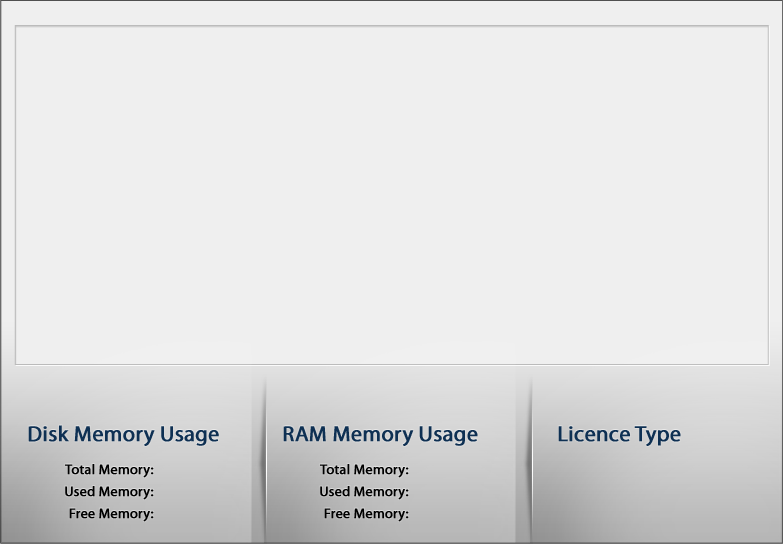 Disk Memory Usage
Total Memory:
Used Memory:
Free Memory:
RAM Memory Usage
Total Memory:
Used Memory:
Free Memory:
Licence Type